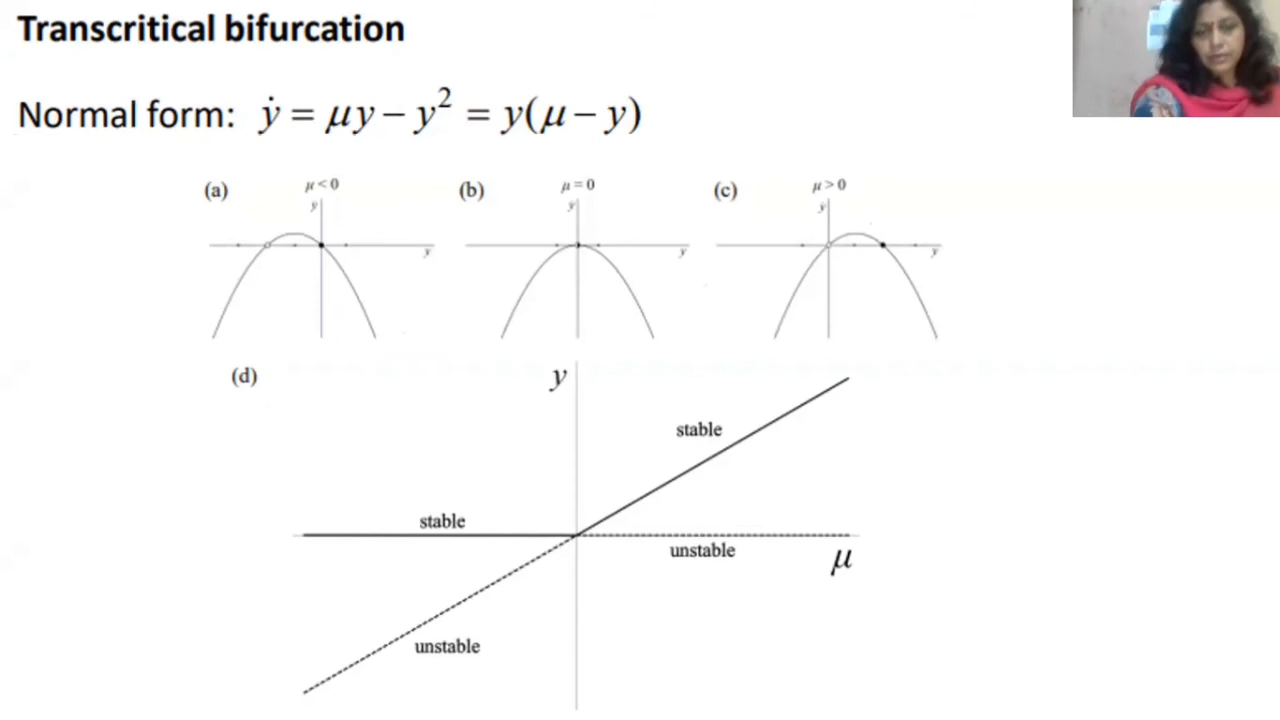 Transcritical bifurcation
Normal form: ẏ = μy − y² = y(μ − y)
(a) μ < 0
(b) μ = 0
(c) μ > 0
ẏ
ẏ
ẏ
y
y
y
(d) y
stable
stable
unstable
μ
unstable